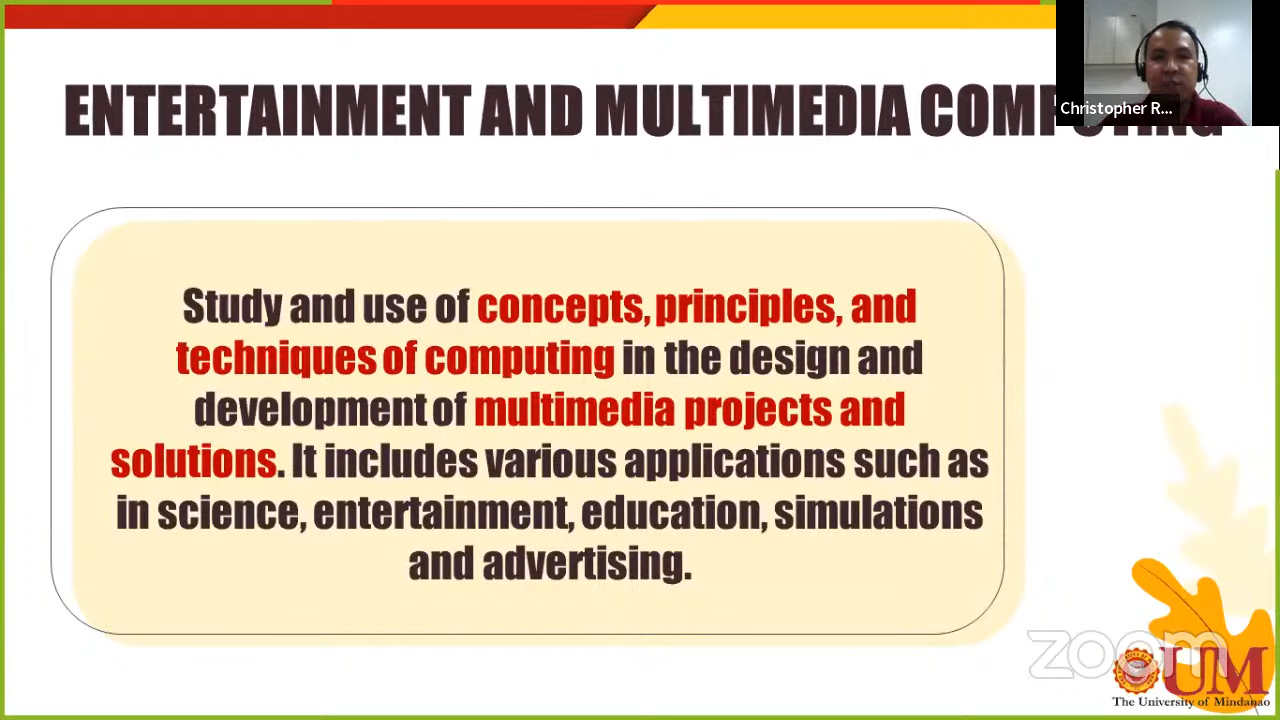 ENTERTAINMENT AND MULTIMEDIA COMPUTING
Christopher R...
Study and use of concepts, principles, and
techniques of computing in the design and
development of multimedia projects and
solutions. It includes various applications such as
in science, entertainment, education, simulations
and advertising.
zoom
UM
The University of Mindanao